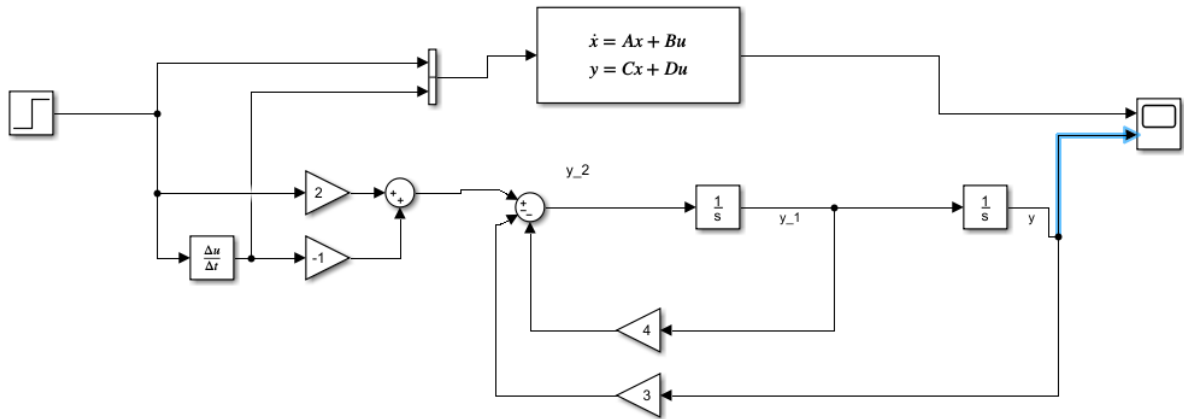 ẋ = Ax + Bu
y = Cx + Du
y_2
2
+
+
+
−
−
1
s
y_1
1
s
y
Δu
Δt
-1
4
3